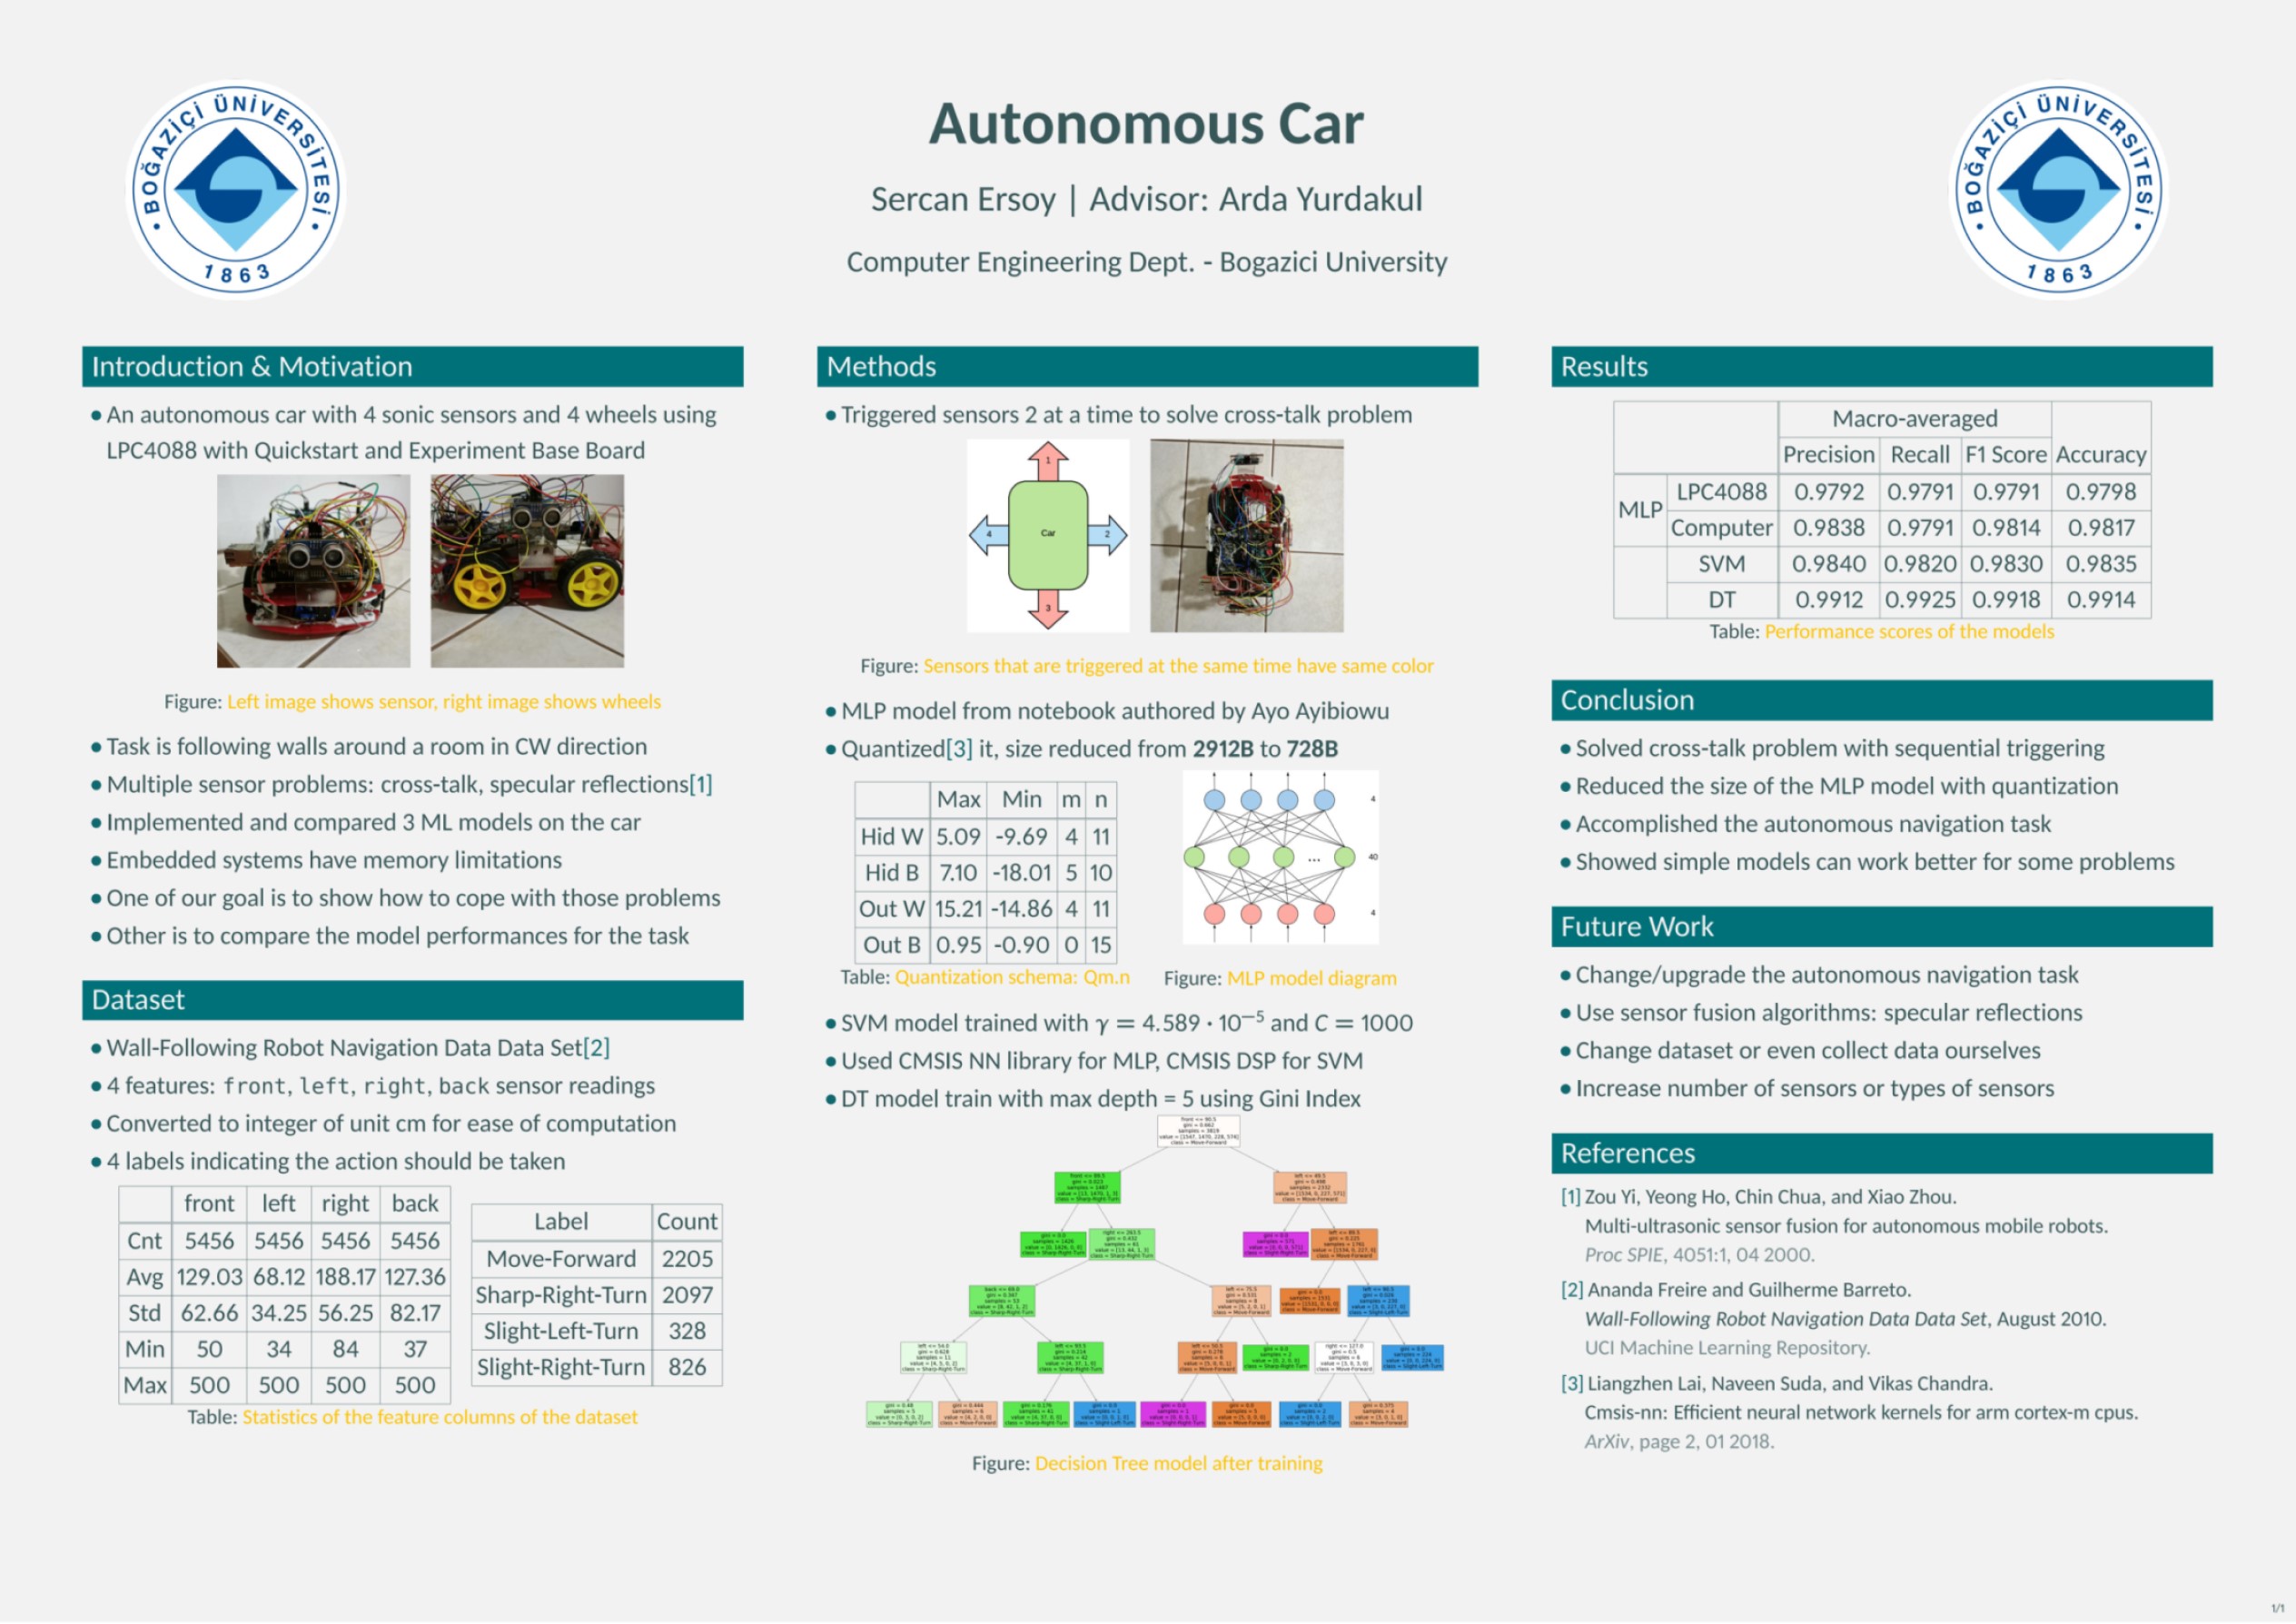 BOĞAZİÇİ ÜNİVERSİTESİ
1863
Autonomous Car
Sercan Ersoy | Advisor: Arda Yurdakul
Computer Engineering Dept. - Bogazici University
BOĞAZİÇİ ÜNİVERSİTESİ
1863
Introduction & Motivation
• An autonomous car with 4 sonic sensors and 4 wheels using
LPC4088 with Quickstart and Experiment Base Board
Figure: Left image shows sensor, right image shows wheels
• Task is following walls around a room in CW direction
• Multiple sensor problems: cross-talk, specular reflections[1]
• Implemented and compared 3 ML models on the car
• Embedded systems have memory limitations
• One of our goal is to show how to cope with those problems
• Other is to compare the model performances for the task
Dataset
• Wall-Following Robot Navigation Data Data Set[2]
• 4 features: front, left, right, back sensor readings
• Converted to integer of unit cm for ease of computation
• 4 labels indicating the action should be taken
front left right back
Cnt 5456 5456 5456 5456
Avg 129.03 68.12 188.17 127.36
Std 62.66 34.25 56.25 82.17
Min 50 34 84 37
Max 500 500 500 500
Label Count
Move-Forward 2205
Sharp-Right-Turn 2097
Slight-Left-Turn 328
Slight-Right-Turn 826
Table: Statistics of the feature columns of the dataset
Methods
• Triggered sensors 2 at a time to solve cross-talk problem
1
4 Car 2
3
Figure: Sensors that are triggered at the same time have same color
• MLP model from notebook authored by Ayo Ayibiowu
• Quantized[3] it, size reduced from 2912B to 728B
Max Min m n
Hid W 5.09 -9.69 4 11
Hid B 7.10 -18.01 5 10
Out W 15.21 -14.86 4 11
Out B 0.95 -0.90 0 15
Table: Quantization schema: Qm.n
4
... 40
4
Figure: MLP model diagram
• SVM model trained with γ = 4.589 · 10⁻⁵ and C = 1000
• Used CMSIS NN library for MLP, CMSIS DSP for SVM
• DT model train with max depth = 5 using Gini Index
Figure: Decision Tree model after training
Results
Macro-averaged
Precision Recall F1 Score Accuracy
MLP LPC4088 0.9792 0.9791 0.9791 0.9798
Computer 0.9838 0.9791 0.9814 0.9817
SVM 0.9840 0.9820 0.9830 0.9835
DT 0.9912 0.9925 0.9918 0.9914
Table: Performance scores of the models
Conclusion
• Solved cross-talk problem with sequential triggering
• Reduced the size of the MLP model with quantization
• Accomplished the autonomous navigation task
• Showed simple models can work better for some problems
Future Work
• Change/upgrade the autonomous navigation task
• Use sensor fusion algorithms: specular reflections
• Change dataset or even collect data ourselves
• Increase number of sensors or types of sensors
References
[1] Zou Yi, Yeong Ho, Chin Chua, and Xiao Zhou.
Multi-ultrasonic sensor fusion for autonomous mobile robots.
Proc SPIE, 4051:1, 04 2000.
[2] Ananda Freire and Guilherme Barreto.
Wall-Following Robot Navigation Data Data Set, August 2010.
UCI Machine Learning Repository.
[3] Liangzhen Lai, Naveen Suda, and Vikas Chandra.
Cmsis-nn: Efficient neural network kernels for arm cortex-m cpus.
ArXiv, page 2, 01 2018.
1/1